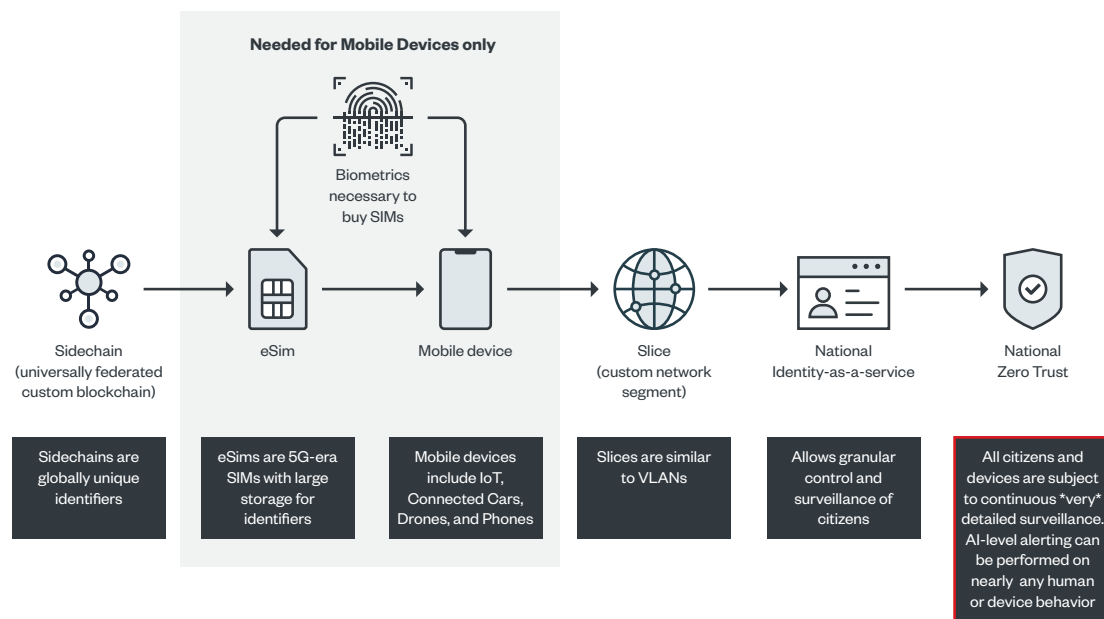 Needed for Mobile Devices only
Biometrics
necessary to
buy SIMs
Sidechain
(universally federated
custom blockchain)
eSim
Mobile device
Slice
(custom network
segment)
National
Identity-as-a-service
National
Zero Trust
Sidechains are
globally unique
identifiers
eSims are 5G-era
SIMs with large
storage for
identifiers
Mobile devices
include IoT,
Connected Cars,
Drones, and Phones
Slices are similar
to VLANs
Allows granular
control and
surveillance of
citizens
All citizens and
devices are subject
to continuous *very*
detailed surveillance.
AI-level alerting can
be performed on
nearly any human
or device behavior